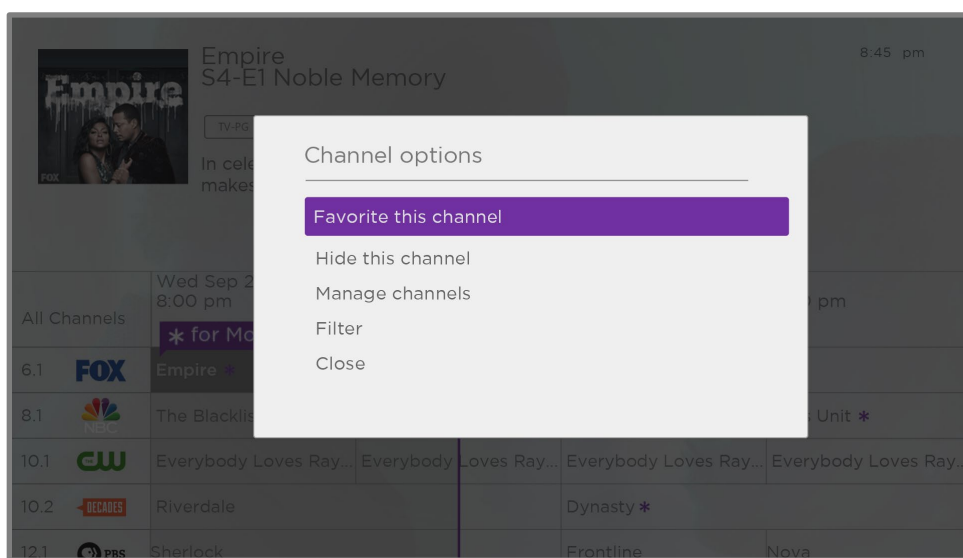 Empire
8:45 pm
S4-E1 Noble Memory
Empire
FOX
TV-PG
In cele
makes
Channel options
Favorite this channel
Hide this channel
Manage channels
Filter
Close
Wed Sep 2
8:00 pm
pm
All Channels
* for Mo
6.1 FOX Empire *
8.1 NBC The Blacklis Unit *
10.1 CW Everybody Loves Ray... Everybody Loves Ray... Everybody Loves Ray... Everybody Loves Ray...
10.2 DECADES Riverdale Dynasty *
12.1 PBS Sherlock Frontline Nova